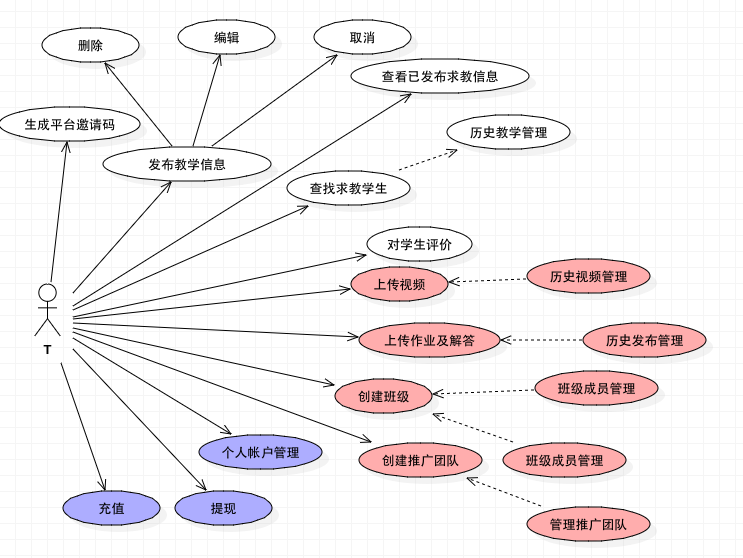 删除
编辑
取消
查看已发布求教信息
生成平台邀请码
历史教学管理
发布教学信息
查找求教学生
对学生评价
上传视频
历史视频管理
T
上传作业及解答
历史发布管理
创建班级
班级成员管理
个人帐户管理
创建推广团队
班级成员管理
充值
提现
管理推广团队